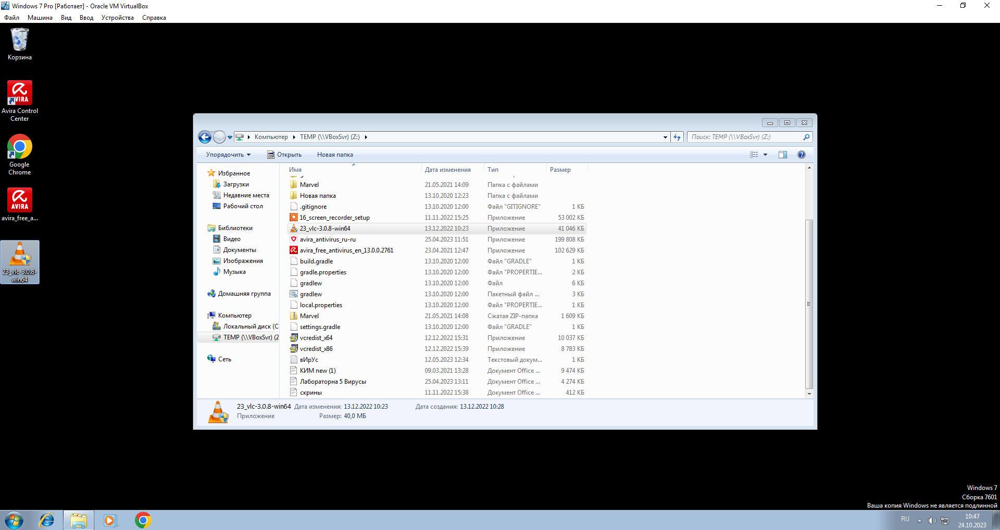 Windows 7 Pro [Работает] - Oracle VM VirtualBox
Файл Машина Вид Ввод Устройства Справка
Корзина
AVIRA
Avira Control
Center
Google
Chrome
AVIRA
avira_free_a...
23_vlc-3.0.8-
win64
Компьютер TEMP (\\VBoxSvr) (Z:) Поиск: TEMP (\\VBoxSvr) (Z:)
Упорядочить Открыть Новая папка
Избранное
Загрузки
Недавние места
Рабочий стол
Библиотеки
Видео
Документы
Изображения
Музыка
Домашняя группа
Компьютер
Локальный диск (C
TEMP (\\VBoxSvr) (Z
Сеть
Имя Дата изменения Тип Размер
Marvel 21.05.2021 14:09 Папка с файлами
Новая папка 13.10.2020 12:23 Папка с файлами
.gitignore 13.10.2020 12:00 Файл "GITIGNORE" 1 КБ
16_screen_recorder_setup 11.11.2022 15:25 Приложение 53 002 КБ
23_vlc-3.0.8-win64 13.12.2022 10:23 Приложение 41 046 КБ
avira_antivirus_ru-ru 25.04.2023 11:51 Приложение 199 808 КБ
avira_free_antivirus_en_13.0.0.2761 23.04.2021 12:47 Приложение 102 629 КБ
build.gradle 13.10.2020 12:00 Файл "GRADLE" 1 КБ
gradle.properties 13.10.2020 12:00 Файл "PROPERTIE... 2 КБ
gradlew 13.10.2020 12:00 Файл 6 КБ
gradlew 13.10.2020 12:00 Пакетный файл ... 3 КБ
local.properties 13.10.2020 12:00 Файл "PROPERTIE... 1 КБ
Marvel 21.05.2021 14:08 Сжатая ZIP-папка 1 609 КБ
settings.gradle 13.10.2020 12:00 Файл "GRADLE" 1 КБ
vcredist_x64 12.12.2022 15:31 Приложение 10 037 КБ
vcredist_x86 12.12.2022 15:39 Приложение 8 783 КБ
вИрУс 12.05.2023 12:34 Текстовый докум... 1 КБ
КИМ new (1) 09.03.2021 13:28 Документ Office ... 9 474 КБ
Лабораторна 5 Вирусы 25.04.2023 13:11 Документ Office ... 4 274 КБ
скрины 11.11.2022 15:38 Документ Office ... 412 КБ
23_vlc-3.0.8-win64 Дата изменения: 13.12.2022 10:23 Дата создания: 13.12.2022 10:28
Приложение Размер: 40,0 МБ
Windows 7
Сборка 7601
Ваша копия Windows не является подлинной
RU 10:47
24.10.2023